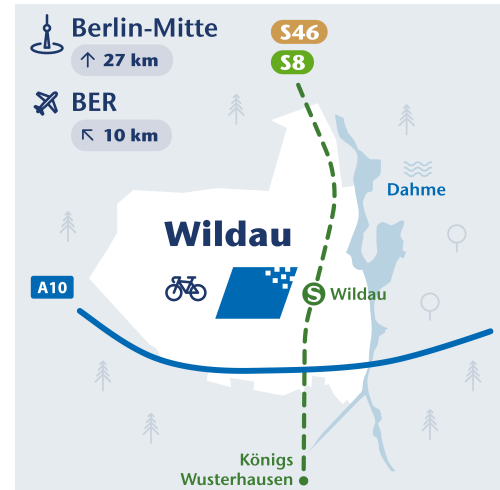 Berlin-Mitte
↑ 27 km
BER
↖ 10 km
S46
S8
Dahme
Wildau
A10
S Wildau
Königs
Wusterhausen